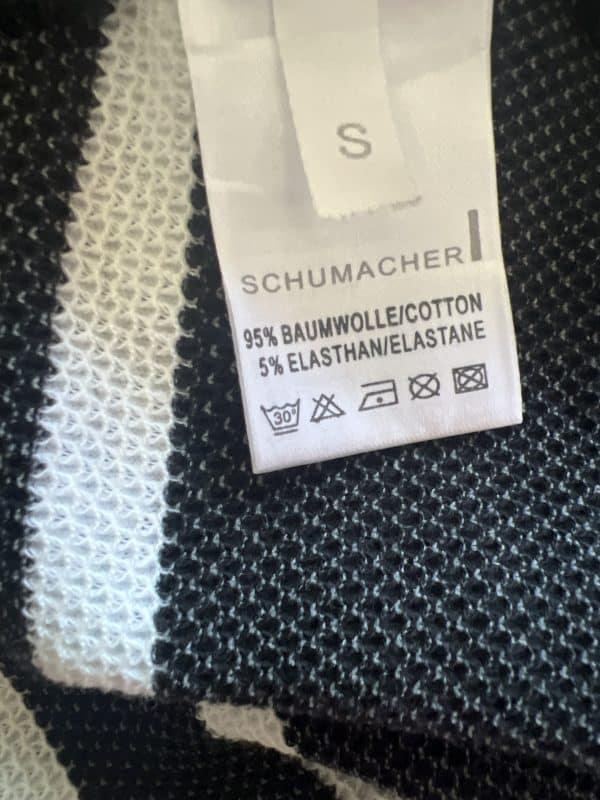 S
SCHUMACHER
95% BAUMWOLLE/COTTON
5% ELASTHAN/ELASTANE
30°